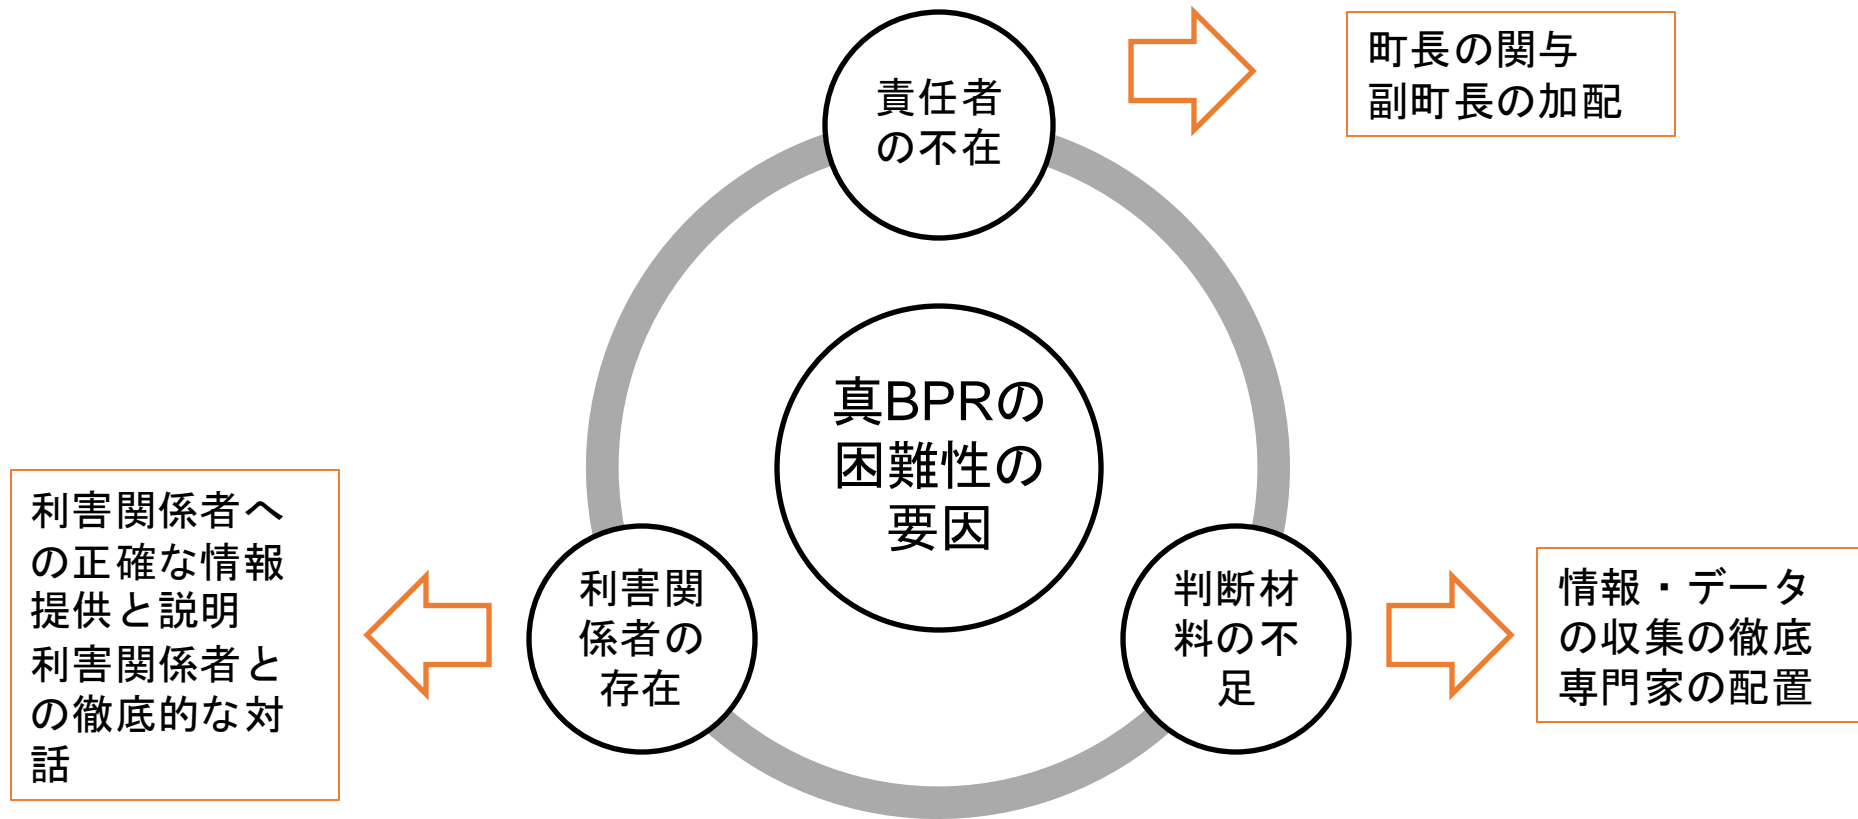 責任者
の不在
町長の関与
副町長の加配
真BPRの
困難性の
要因
利害関係者へ
の正確な情報
提供と説明
利害関係者と
の徹底的な対
話
利害関
係者の
存在
判断材
料の不
足
情報・データ
の収集の徹底
専門家の配置